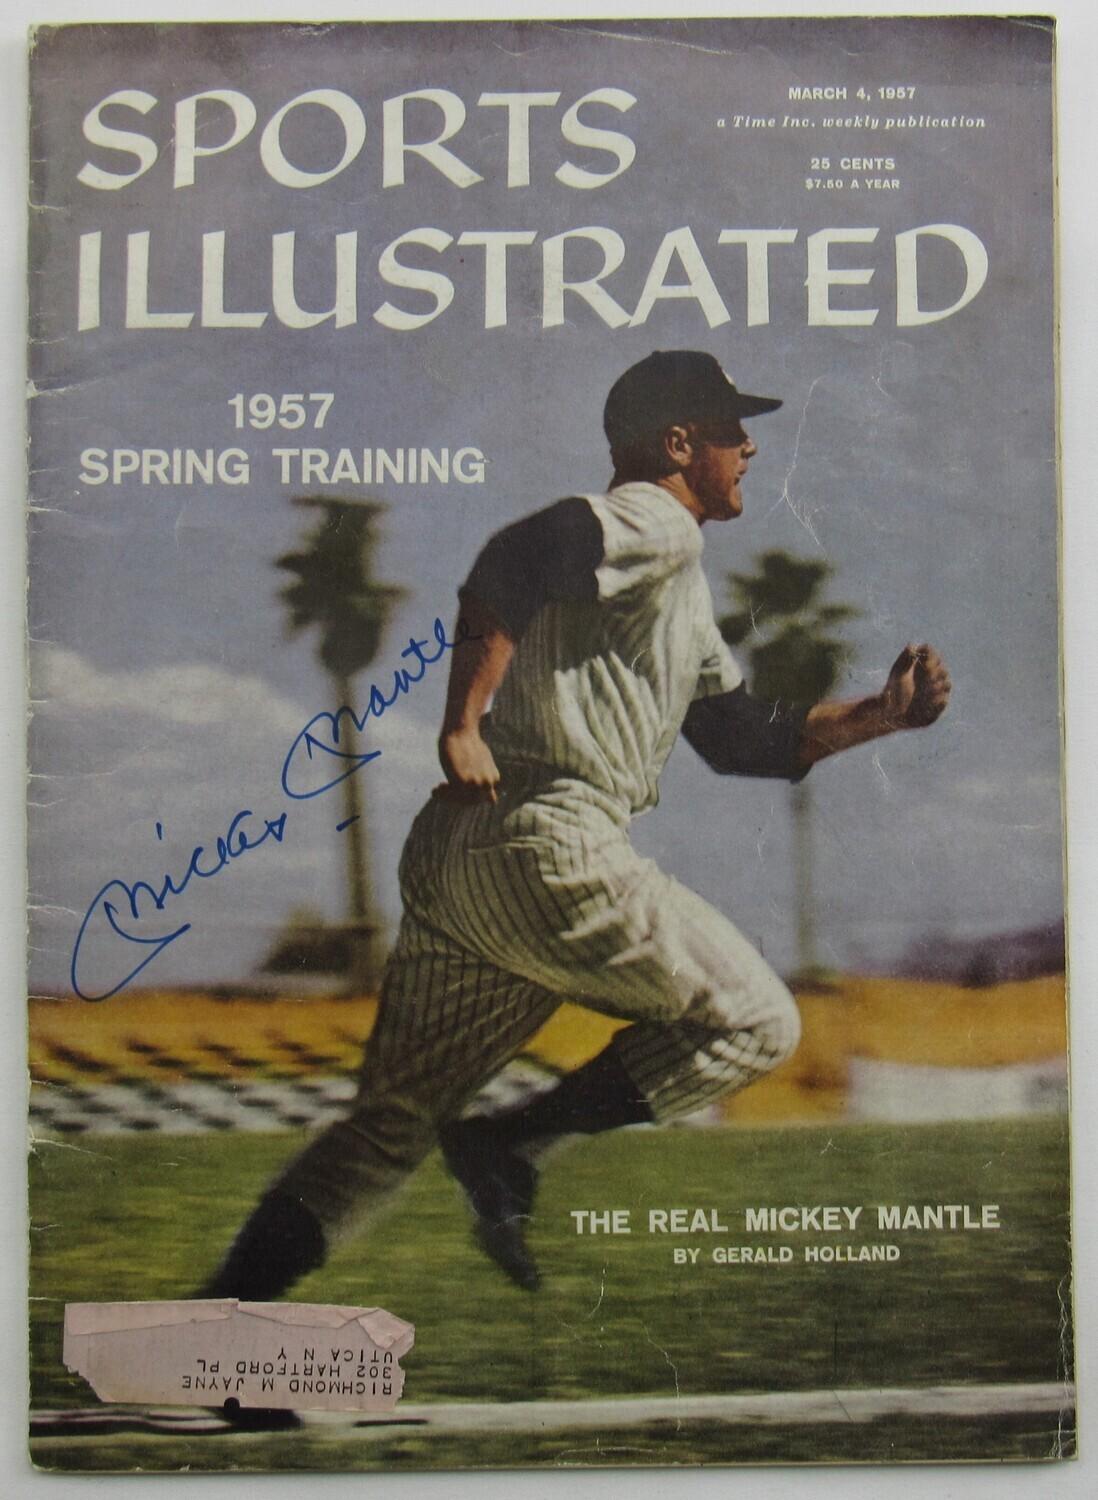 SPORTS
ILLUSTRATED
MARCH 4, 1957
a Time Inc. weekly publication
25 CENTS
$7.50 A YEAR
1957
SPRING TRAINING
Mickey Mantle
THE REAL MICKEY MANTLE
BY GERALD HOLLAND
RICHMOND M JAYNE
302 HARTFORD PL
UTICA N Y